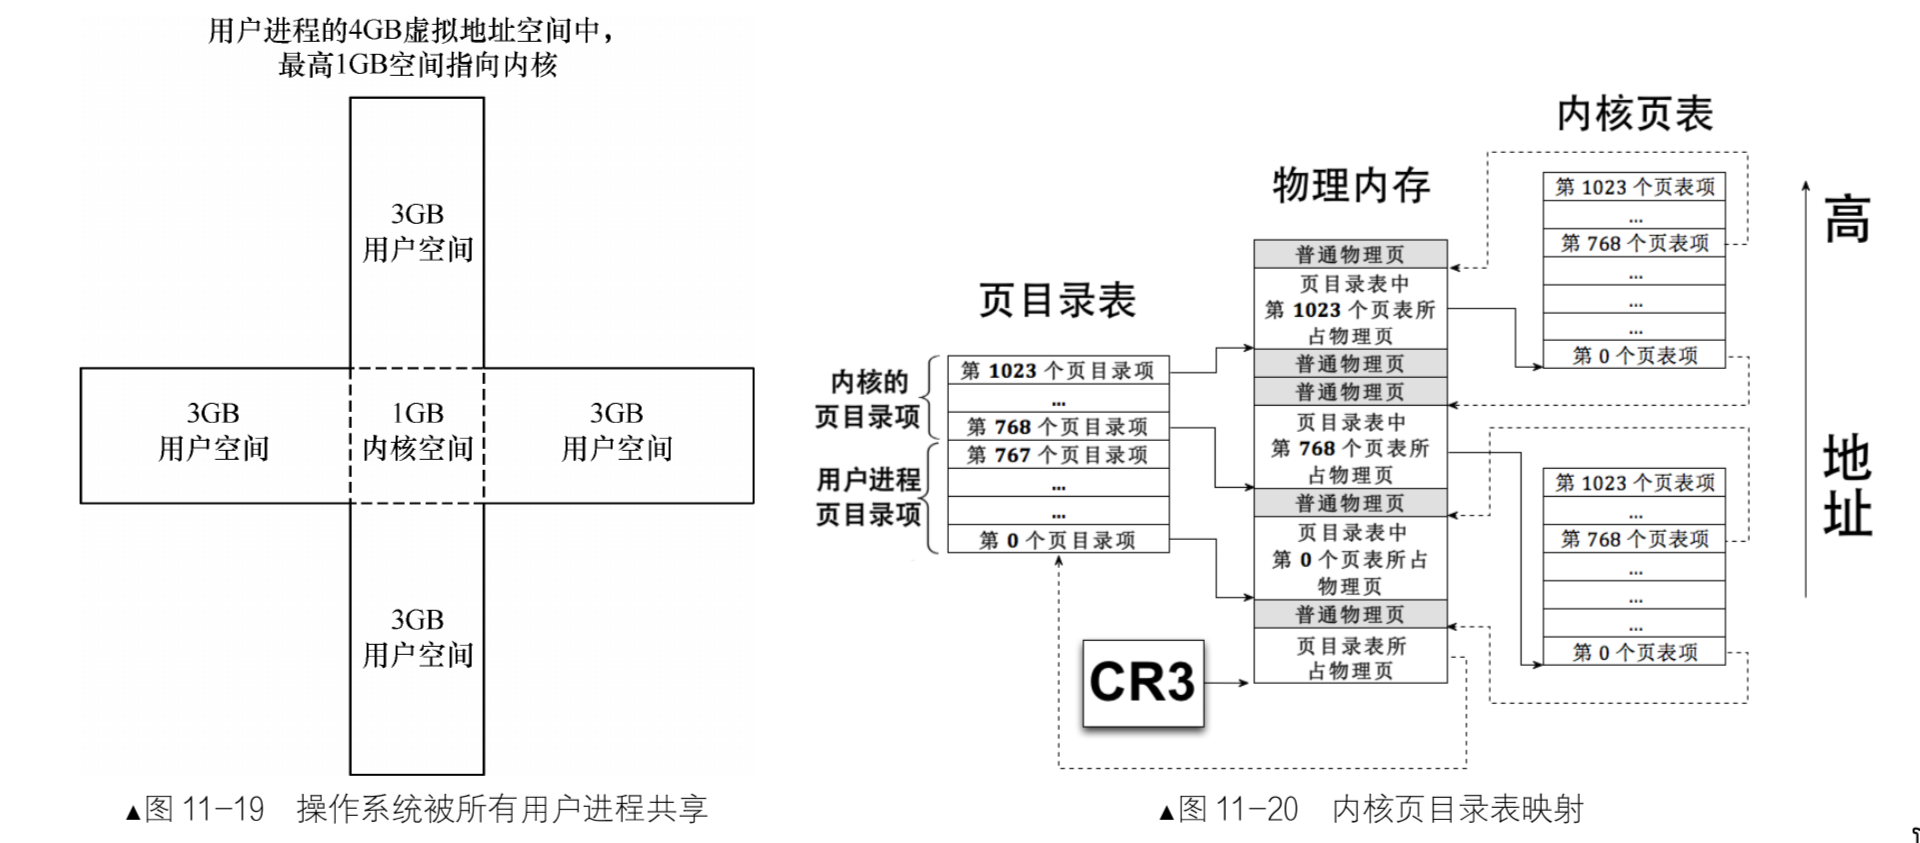 用户进程的4GB虚拟地址空间中，
最高1GB空间指向内核
3GB
用户空间
3GB
用户空间
1GB
内核空间
3GB
用户空间
3GB
用户空间
▲图 11-19 操作系统被所有用户进程共享
页目录表
内核的
页目录项
用户进程
页目录项
第 1023 个页目录项
...
第 768 个页目录项
第 767 个页目录项
...
...
第 0 个页目录项
CR3
物理内存
普通物理页
页目录表中
第 1023 个页表所
占物理页
普通物理页
普通物理页
页目录表中
第 768 个页表所
占物理页
普通物理页
页目录表中
第 0 个页表所占
物理页
普通物理页
页目录表所
占物理页
内核页表
第 1023 个页表项
...
第 768 个页表项
...
...
...
第 0 个页表项
第 1023 个页表项
...
第 768 个页表项
...
...
...
第 0 个页表项
高
地
址
▲图 11-20 内核页目录表映射